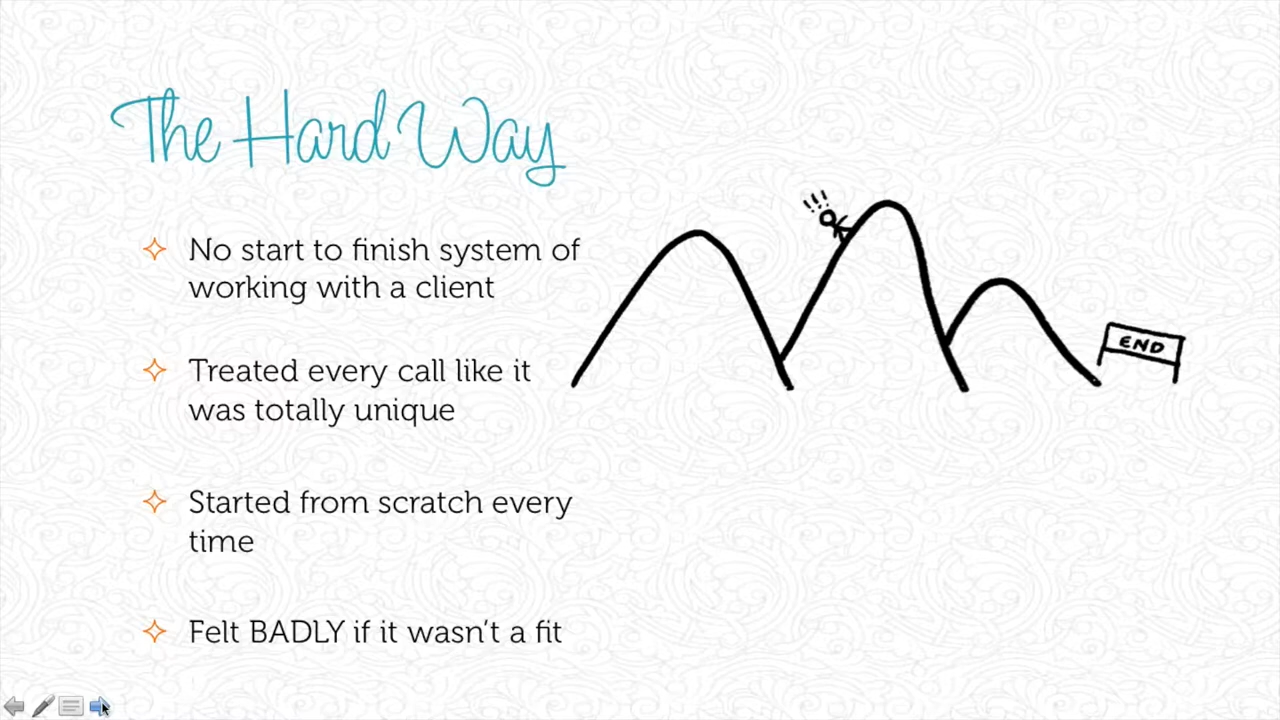 The Hard Way
No start to finish system of
working with a client
Treated every call like it
was totally unique
Started from scratch every
time
Felt BADLY if it wasn't a fit
!!!
END